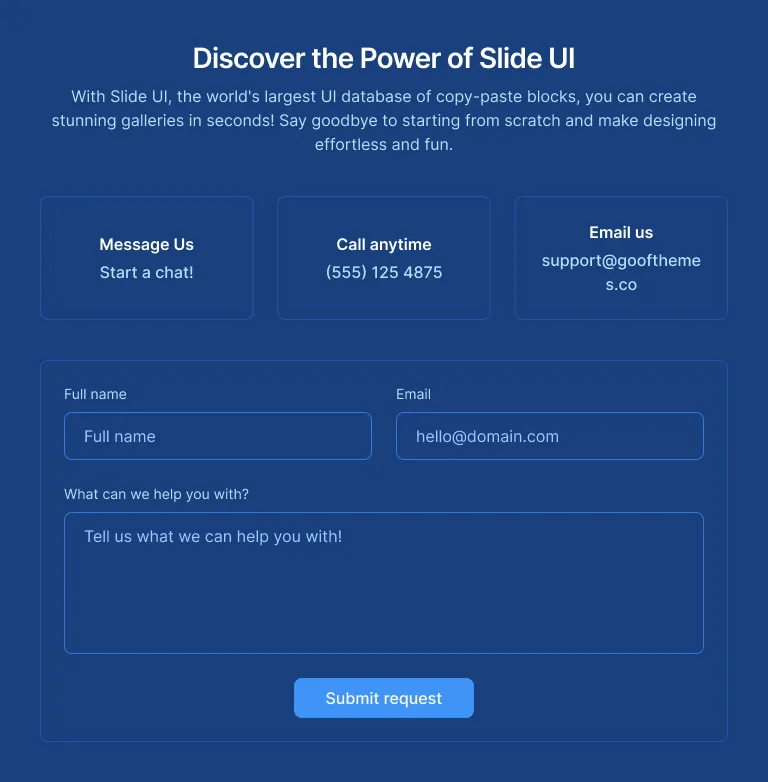 Discover the Power of Slide UI
With Slide UI, the world's largest UI database of copy-paste blocks, you can create
stunning galleries in seconds! Say goodbye to starting from scratch and make designing
effortless and fun.
Message Us
Start a chat!
Call anytime
(555) 125 4875
Email us
support@gooftheme
s.co
Full name
Full name
Email
hello@domain.com
What can we help you with?
Tell us what we can help you with!
Submit request